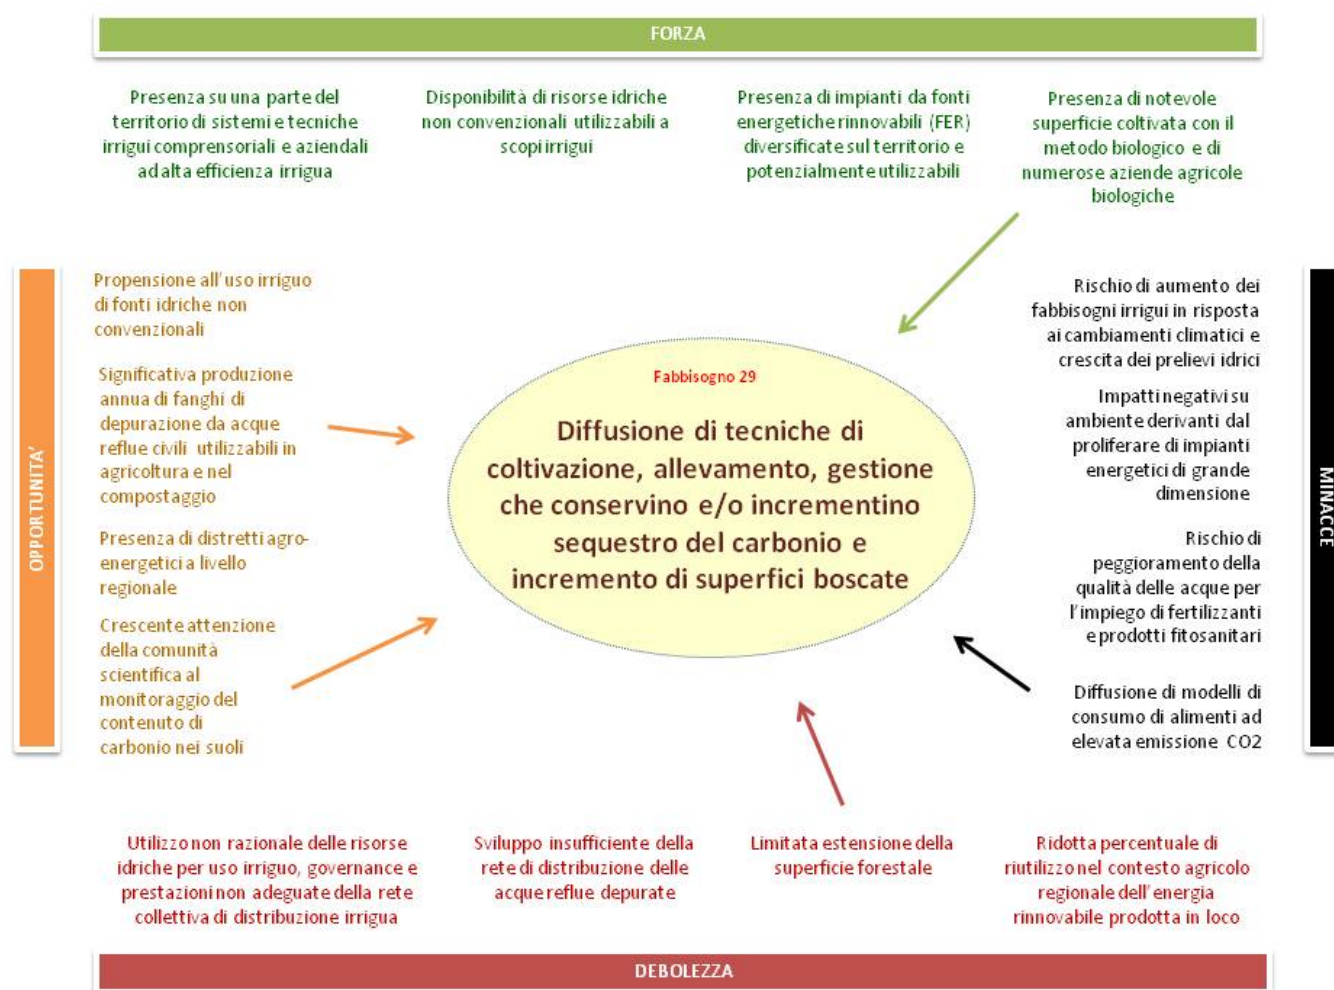 FORZA
Presenza su una parte del
territorio di sistemi e tecniche
irrigui comprensoriali e aziendali
ad alta efficienza irrigua
Disponibilità di risorse idriche
non convenzionali utilizzabili a
scopi irrigui
Presenza di impianti da fonti
energetiche rinnovabili (FER)
diversificate sul territorio e
potenzialmente utilizzabili
Presenza di notevole
superficie coltivata con il
metodo biologico e di
numerose aziende agricole
biologiche
OPPORTUNITA'
Propensione all'uso irriguo
di fonti idriche non
convenzionali
Significativa produzione
annua di fanghi di
depurazione da acque
reflue civili utilizzabili in
agricoltura e nel
compostaggio
Presenza di distretti agro-
energetici a livello
regionale
Crescente attenzione
della comunità
scientifica al
monitoraggio del
contenuto di
carbonio nei suoli
Fabbisogno 29
Diffusione di tecniche di
coltivazione, allevamento, gestione
che conservino e/o incrementino
sequestro del carbonio e
incremento di superfici boscate
Rischio di aumento dei
fabbisogni irrigui in risposta
ai cambiamenti climatici e
crescita dei prelievi idrici
Impatti negativi su
ambiente derivanti dal
proliferare di impianti
energetici di grande
dimensione
Rischio di
peggioramento della
qualità delle acque per
l'impiego di fertilizzanti
e prodotti fitosanitari
Diffusione di modelli di
consumo di alimenti ad
elevata emissione CO2
MINACCE
Utilizzo non razionale delle risorse
idriche per uso irriguo, governance e
prestazioni non adeguate della rete
collettiva di distribuzione irrigua
Sviluppo insufficiente della
rete di distribuzione delle
acque reflue depurate
Limitata estensione della
superficie forestale
Ridotta percentuale di
riutilizzo nel contesto agricolo
regionale dell'energia
rinnovabile prodotta in loco
DEBOLEZZA